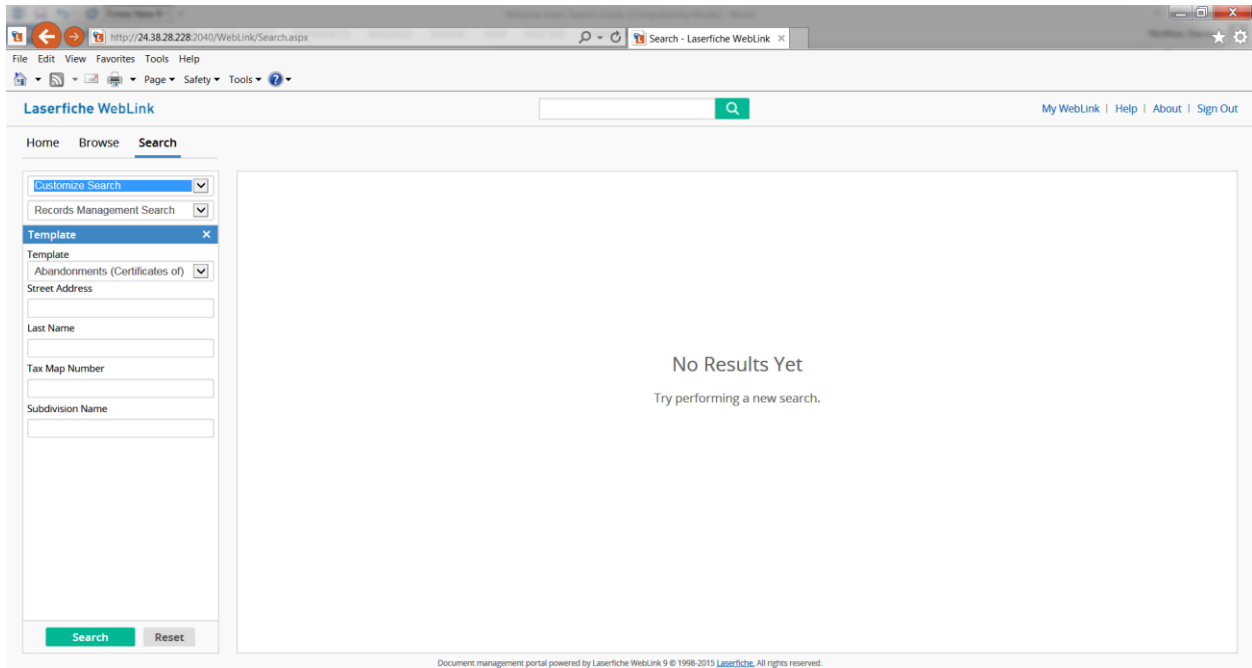 http://24.38.28.228:2040/WebLink/Search.aspx
Search - Laserfiche WebLink
File Edit View Favorites Tools Help
Page Safety Tools
Laserfiche WebLink
My WebLink | Help | About | Sign Out
Home Browse Search
Customize Search
Records Management Search
Template
Template
Abandonments (Certificates of)
Street Address
Last Name
Tax Map Number
Subdivision Name
No Results Yet
Try performing a new search.
Search Reset
Document management portal powered by Laserfiche WebLink 9 © 1998-2015 Laserfiche. All rights reserved.